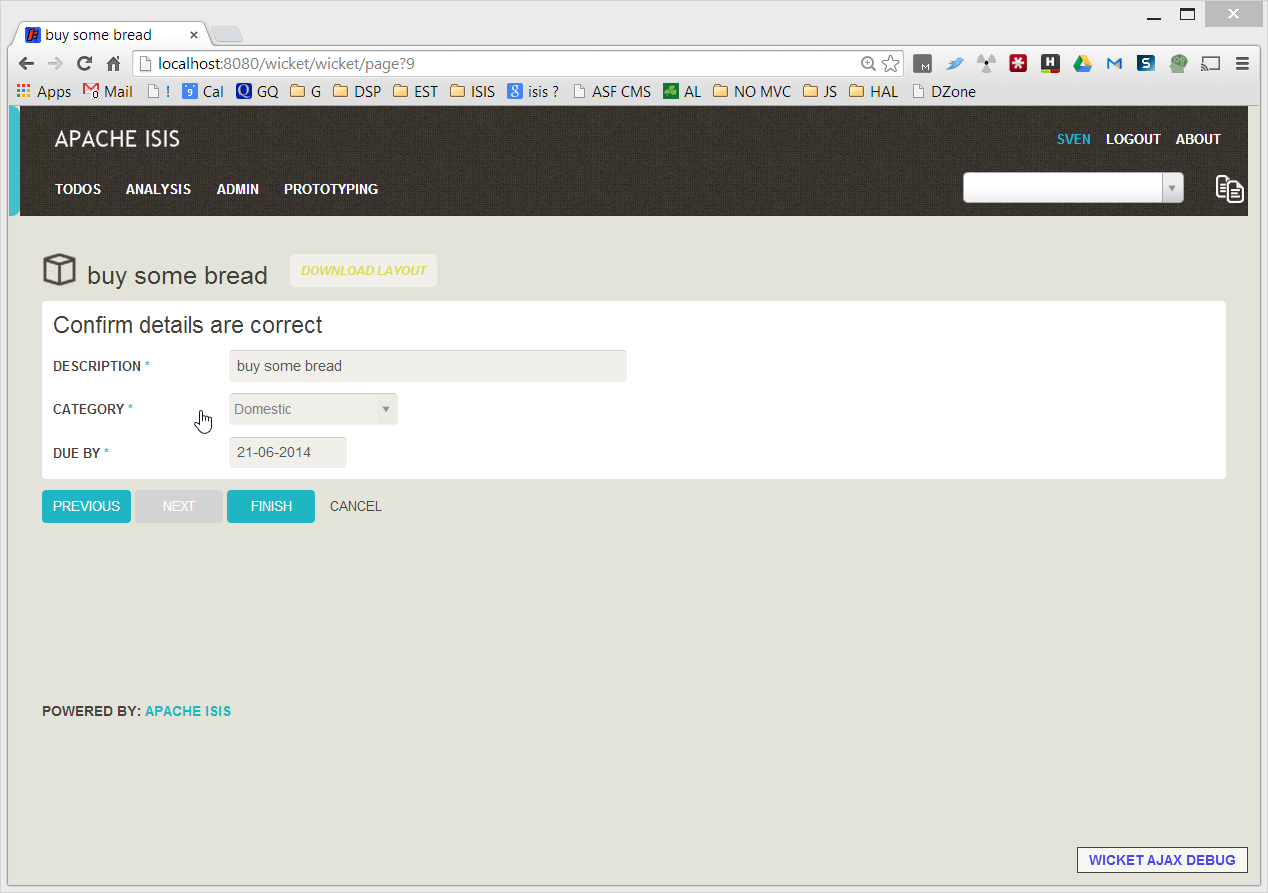 buy some bread
localhost:8080/wicket/wicket/page?9
Apps Mail ! Cal GQ G DSP EST ISIS isis ? ASF CMS AL NO MVC JS HAL DZone
APACHE ISIS
SVEN LOGOUT ABOUT
TODOS ANALYSIS ADMIN PROTOTYPING
buy some bread DOWNLOAD LAYOUT
Confirm details are correct
DESCRIPTION * buy some bread
CATEGORY * Domestic
DUE BY * 21-06-2014
PREVIOUS NEXT FINISH CANCEL
POWERED BY: APACHE ISIS
WICKET AJAX DEBUG